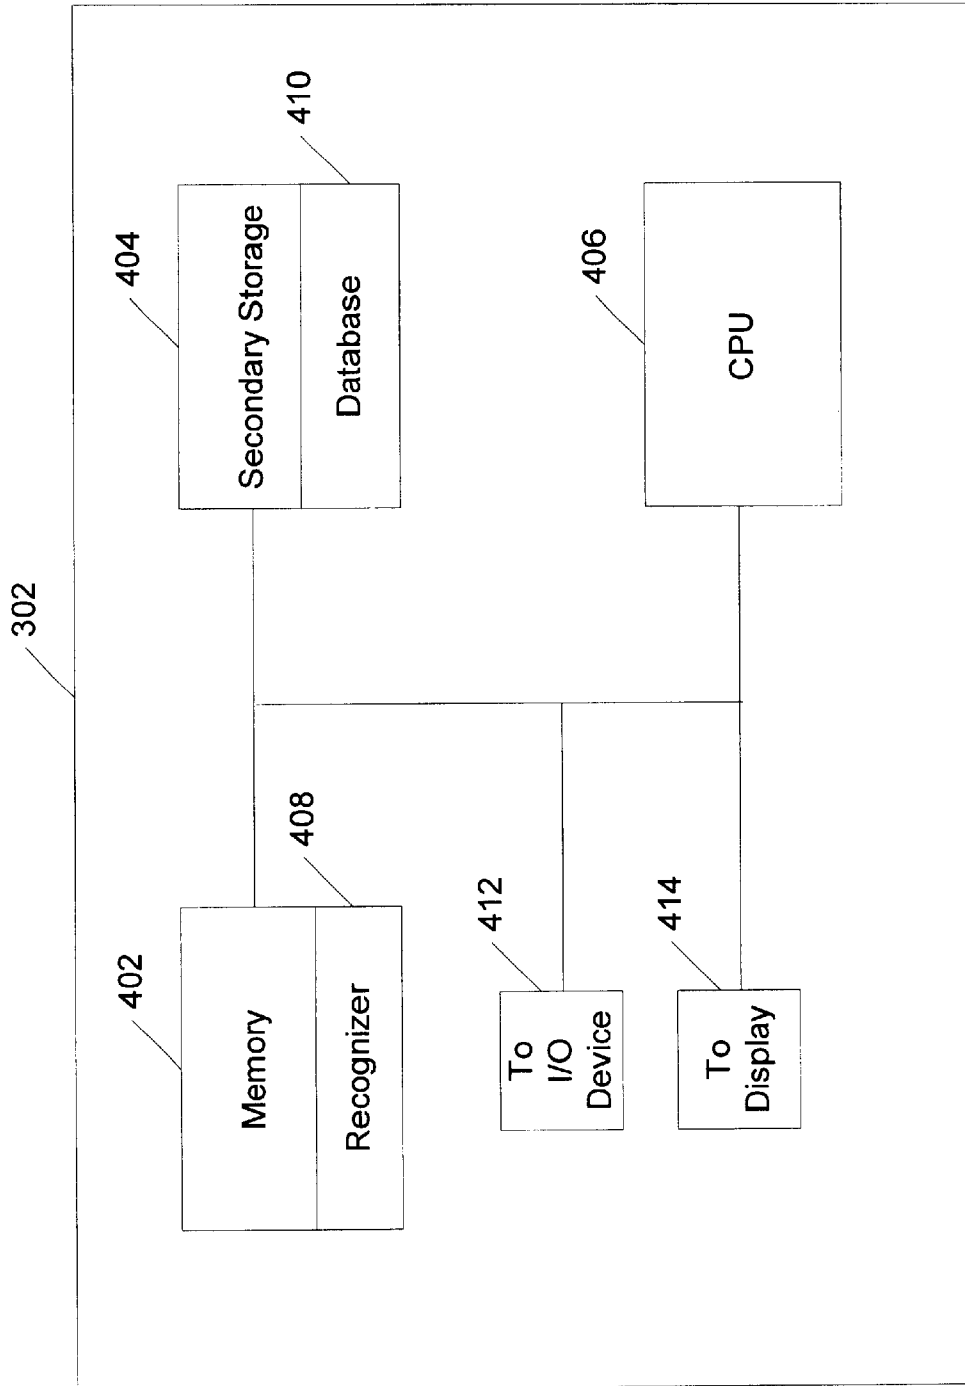 302
402
Memory
408
Recognizer
404
Secondary Storage
410
Database
412
To
I/O
Device
414
To
Display
406
CPU